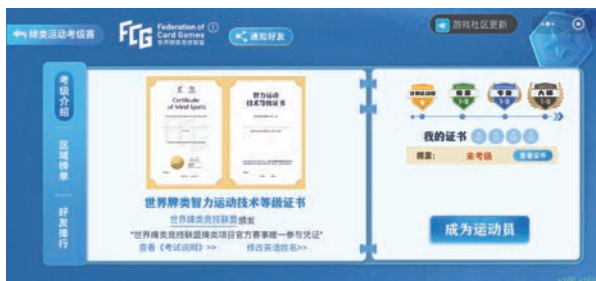 牌类运动考级赛
FCG
Federation of
Card Games
世界牌类竞技联盟
通知好友
游戏社区更新
考级介绍
区域榜单
好友排行
Certificate
of Mind Sports
智力运动
技术等级证书
世界牌类智力运动技术等级证书
世界牌类竞技联盟 颁发
"世界牌类竞技联盟牌类项目官方赛事唯一参与凭证"
查看《考试说明》>>
修改英语姓名>>
专业
大师
1-3
1-3
1-3
我的证书
未考级
查看证书
成为运动员